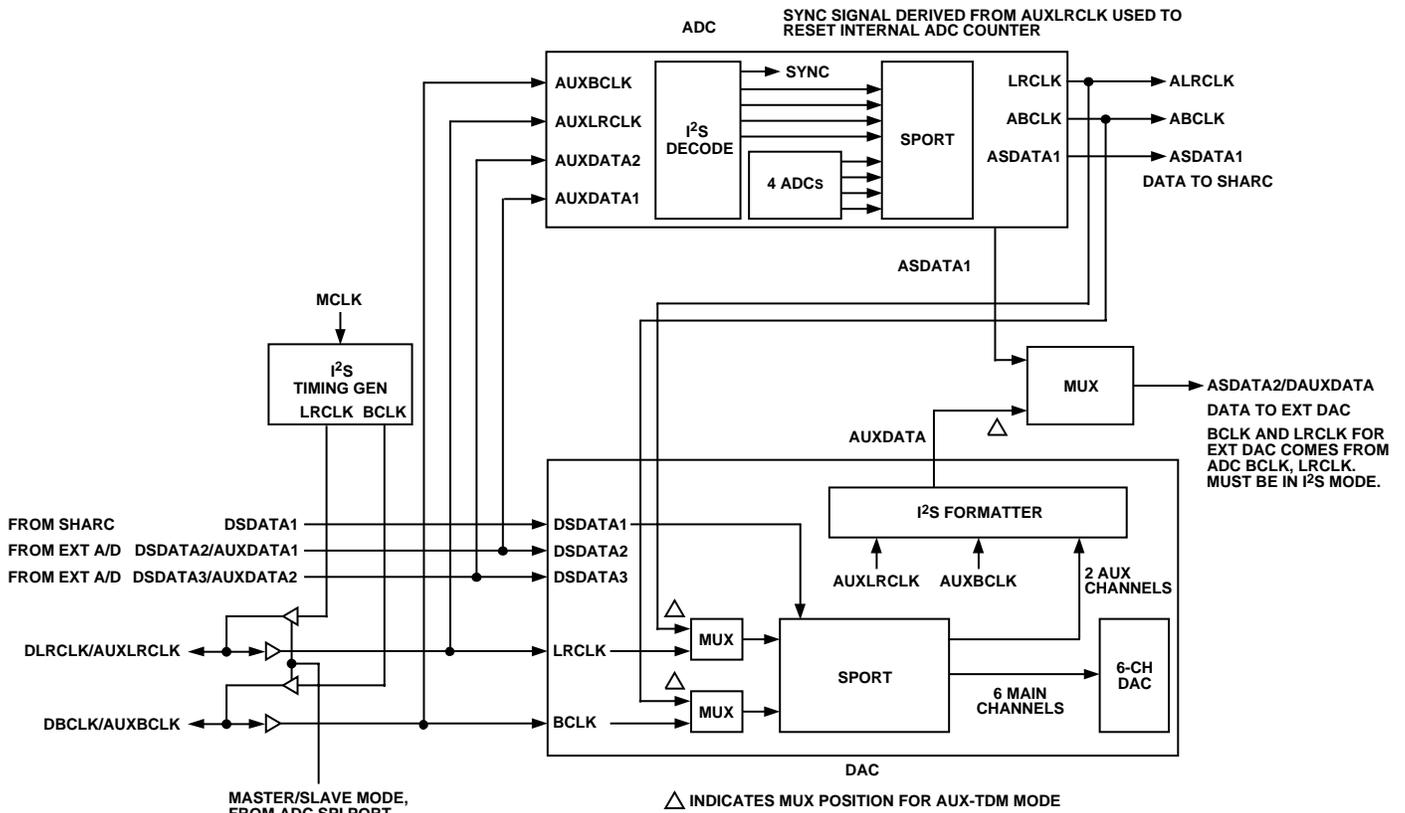 SYNC SIGNAL DERIVED FROM AUXLRCLK USED TO
RESET INTERNAL ADC COUNTER
ADC
AUXBCLK
AUXLRCLK
AUXDATA2
AUXDATA1
I²S
DECODE
SYNC
4 ADCs
SPORT
LRCLK
ABCLK
ASDATA1
ALRCLK
ABCLK
ASDATA1
DATA TO SHARC
ASDATA1
MCLK
I²S
TIMING GEN
LRCLK BCLK
MUX
ASDATA2/DAUXDATA
DATA TO EXT DAC
BCLK AND LRCLK FOR
EXT DAC COMES FROM
ADC BCLK, LRCLK.
MUST BE IN I²S MODE.
AUXDATA
I²S FORMATTER
AUXLRCLK
AUXBCLK
2 AUX
CHANNELS
FROM SHARC DSDATA1
FROM EXT A/D DSDATA2/AUXDATA1
FROM EXT A/D DSDATA3/AUXDATA2
DSDATA1
DSDATA2
DSDATA3
DLRCLK/AUXLRCLK
LRCLK
MUX
SPORT
6-CH
DAC
6 MAIN
CHANNELS
DBCLK/AUXBCLK
BCLK
MUX
DAC
MASTER/SLAVE MODE,
FROM ADC SPI PORT
INDICATES MUX POSITION FOR AUX-TDM MODE